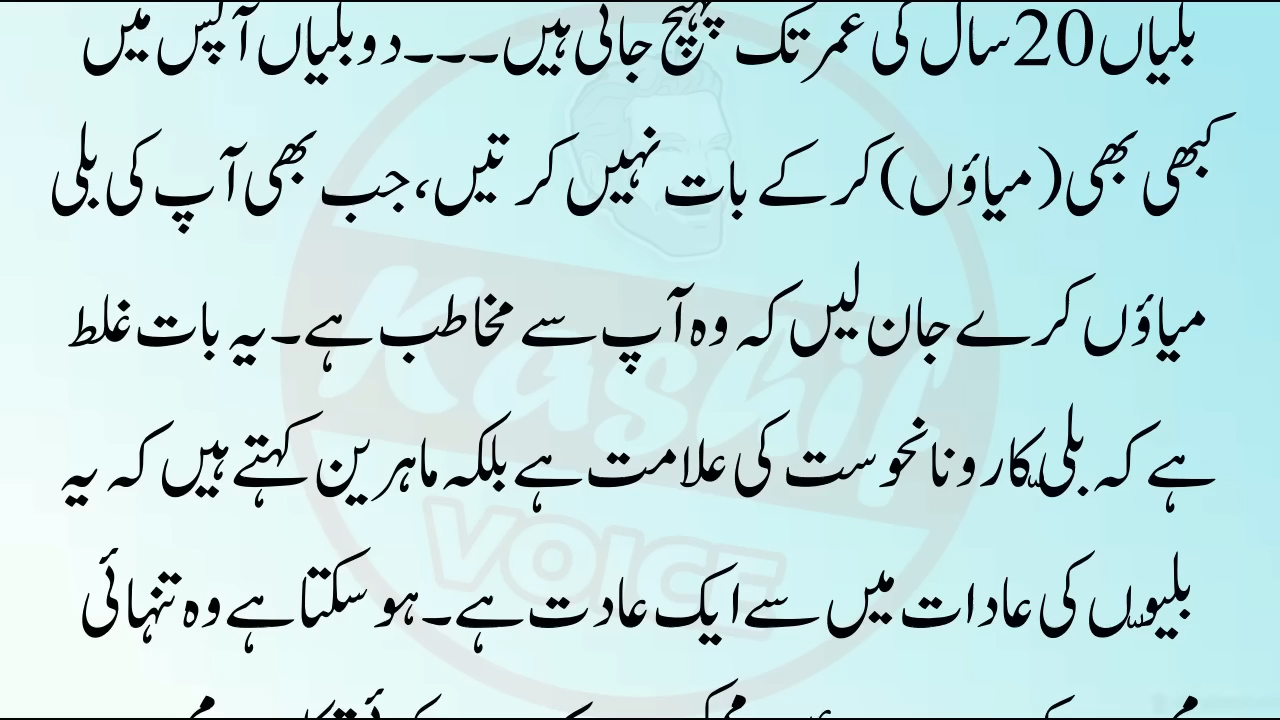 بلیاں 20 سال کی عمر تک پہنچ جاتی ہیں۔۔۔دو بلیاں آپس میں
کبھی بھی (میاؤں) کرکے بات نہیں کرتیں، جب بھی آپ کی بلی
میاؤں کرے جان لیں کہ وہ آپ سے مخاطب ہے۔ یہ بات غلط
ہے کہ بلی کا رونا نحوست کی علامت ہے بلکہ ماہرین کہتے ہیں کہ یہ
بلیوں کی عادات میں سے ایک عادت ہے۔ ہو سکتا ہے وہ تنہائی
Kashif
VOICE